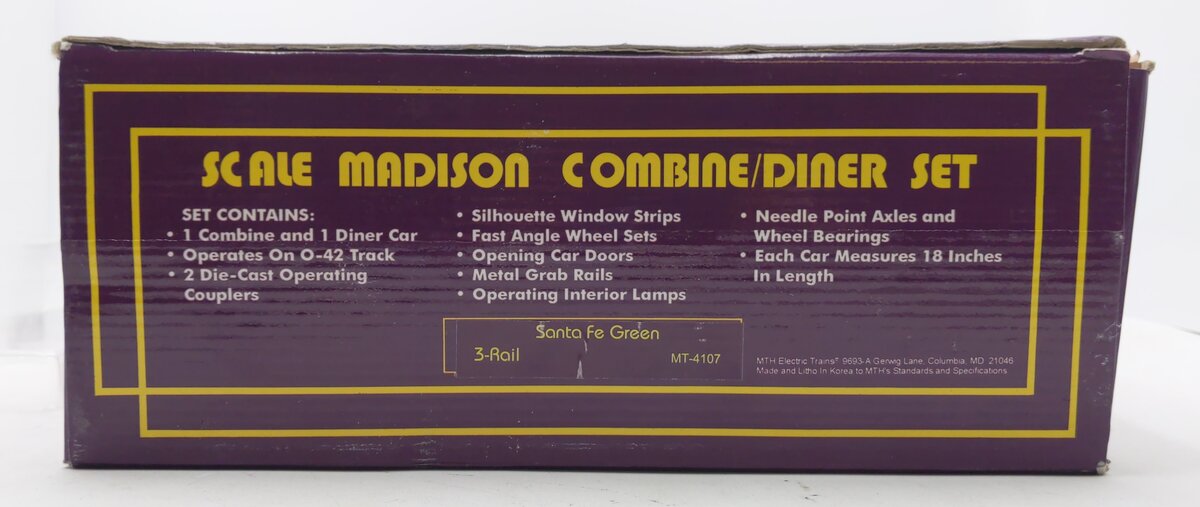 SCALE MADISON COMBINE/DINER SET
SET CONTAINS:
• 1 Combine and 1 Diner Car
• Operates On O-42 Track
• 2 Die-Cast Operating
Couplers
• Silhouette Window Strips
• Fast Angle Wheel Sets
• Opening Car Doors
• Metal Grab Rails
• Operating Interior Lamps
• Needle Point Axles and
Wheel Bearings
• Each Car Measures 18 Inches
In Length
Santa Fe Green
3-Rail MT-4107
MTH Electric Trains® 9693-A Gerwig Lane, Columbia, MD 21046
Made and Litho In Korea to MTH's Standards and Specifications